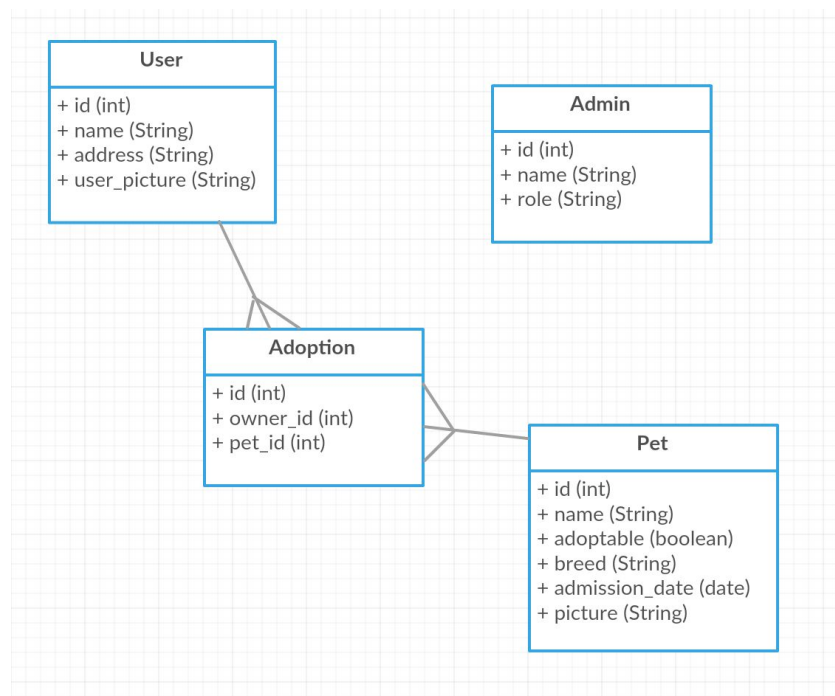 User
+ id (int)
+ name (String)
+ address (String)
+ user_picture (String)
Admin
+ id (int)
+ name (String)
+ role (String)
Adoption
+ id (int)
+ owner_id (int)
+ pet_id (int)
Pet
+ id (int)
+ name (String)
+ adoptable (boolean)
+ breed (String)
+ admission_date (date)
+ picture (String)